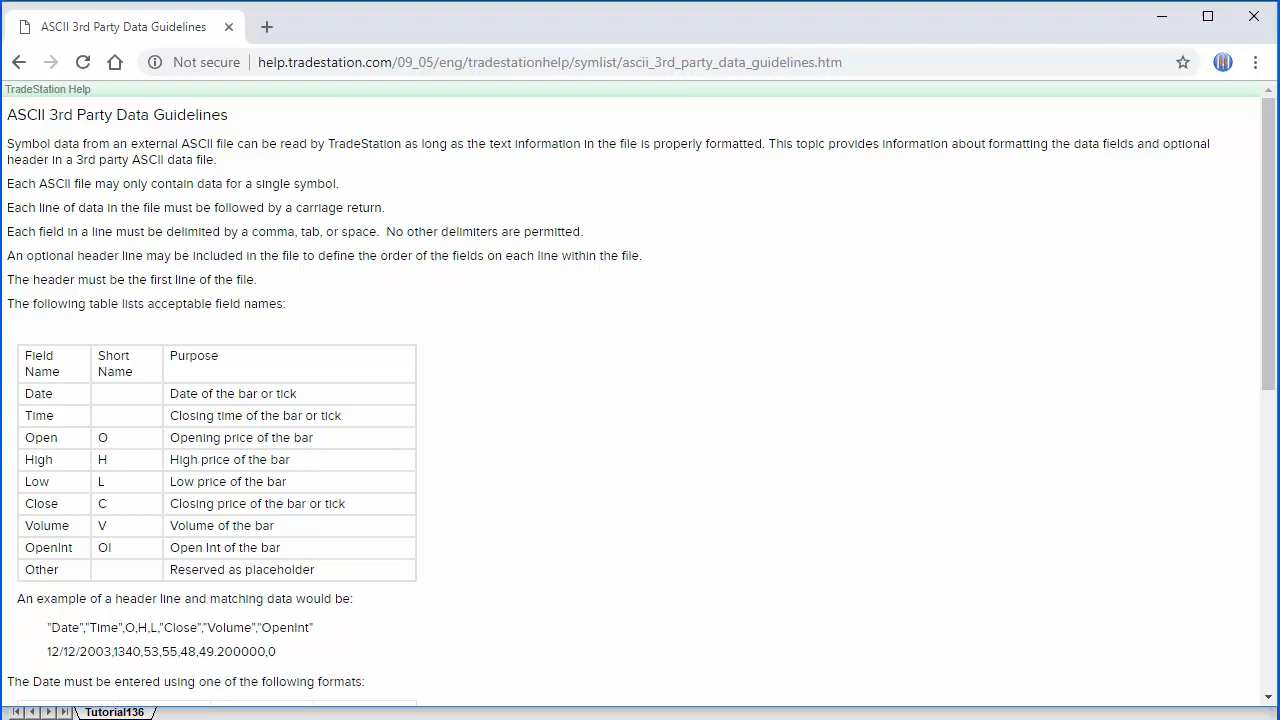 ASCII 3rd Party Data Guidelines
Not secure
help.tradestation.com/09_05/eng/tradestationhelp/symlist/ascii_3rd_party_data_guidelines.htm
TradeStation Help
ASCII 3rd Party Data Guidelines
Symbol data from an external ASCII file can be read by TradeStation as long as the text information in the file is properly formatted. This topic provides information about formatting the data fields and optional
header in a 3rd party ASCII data file.
Each ASCII file may only contain data for a single symbol.
Each line of data in the file must be followed by a carriage return.
Each field in a line must be delimited by a comma, tab, or space.  No other delimiters are permitted.
An optional header line may be included in the file to define the order of the fields on each line within the file.
The header must be the first line of the file.
The following table lists acceptable field names:
Field Name Short Name Purpose
Date Date of the bar or tick
Time Closing time of the bar or tick
Open O Opening price of the bar
High H High price of the bar
Low L Low price of the bar
Close C Closing price of the bar or tick
Volume V Volume of the bar
OpenInt OI Open Int of the bar
Other Reserved as placeholder
An example of a header line and matching data would be:
"Date","Time",O,H,L,"Close","Volume","OpenInt"
12/12/2003,1340,53,55,48,49.200000,0
The Date must be entered using one of the following formats:
Tutorial136